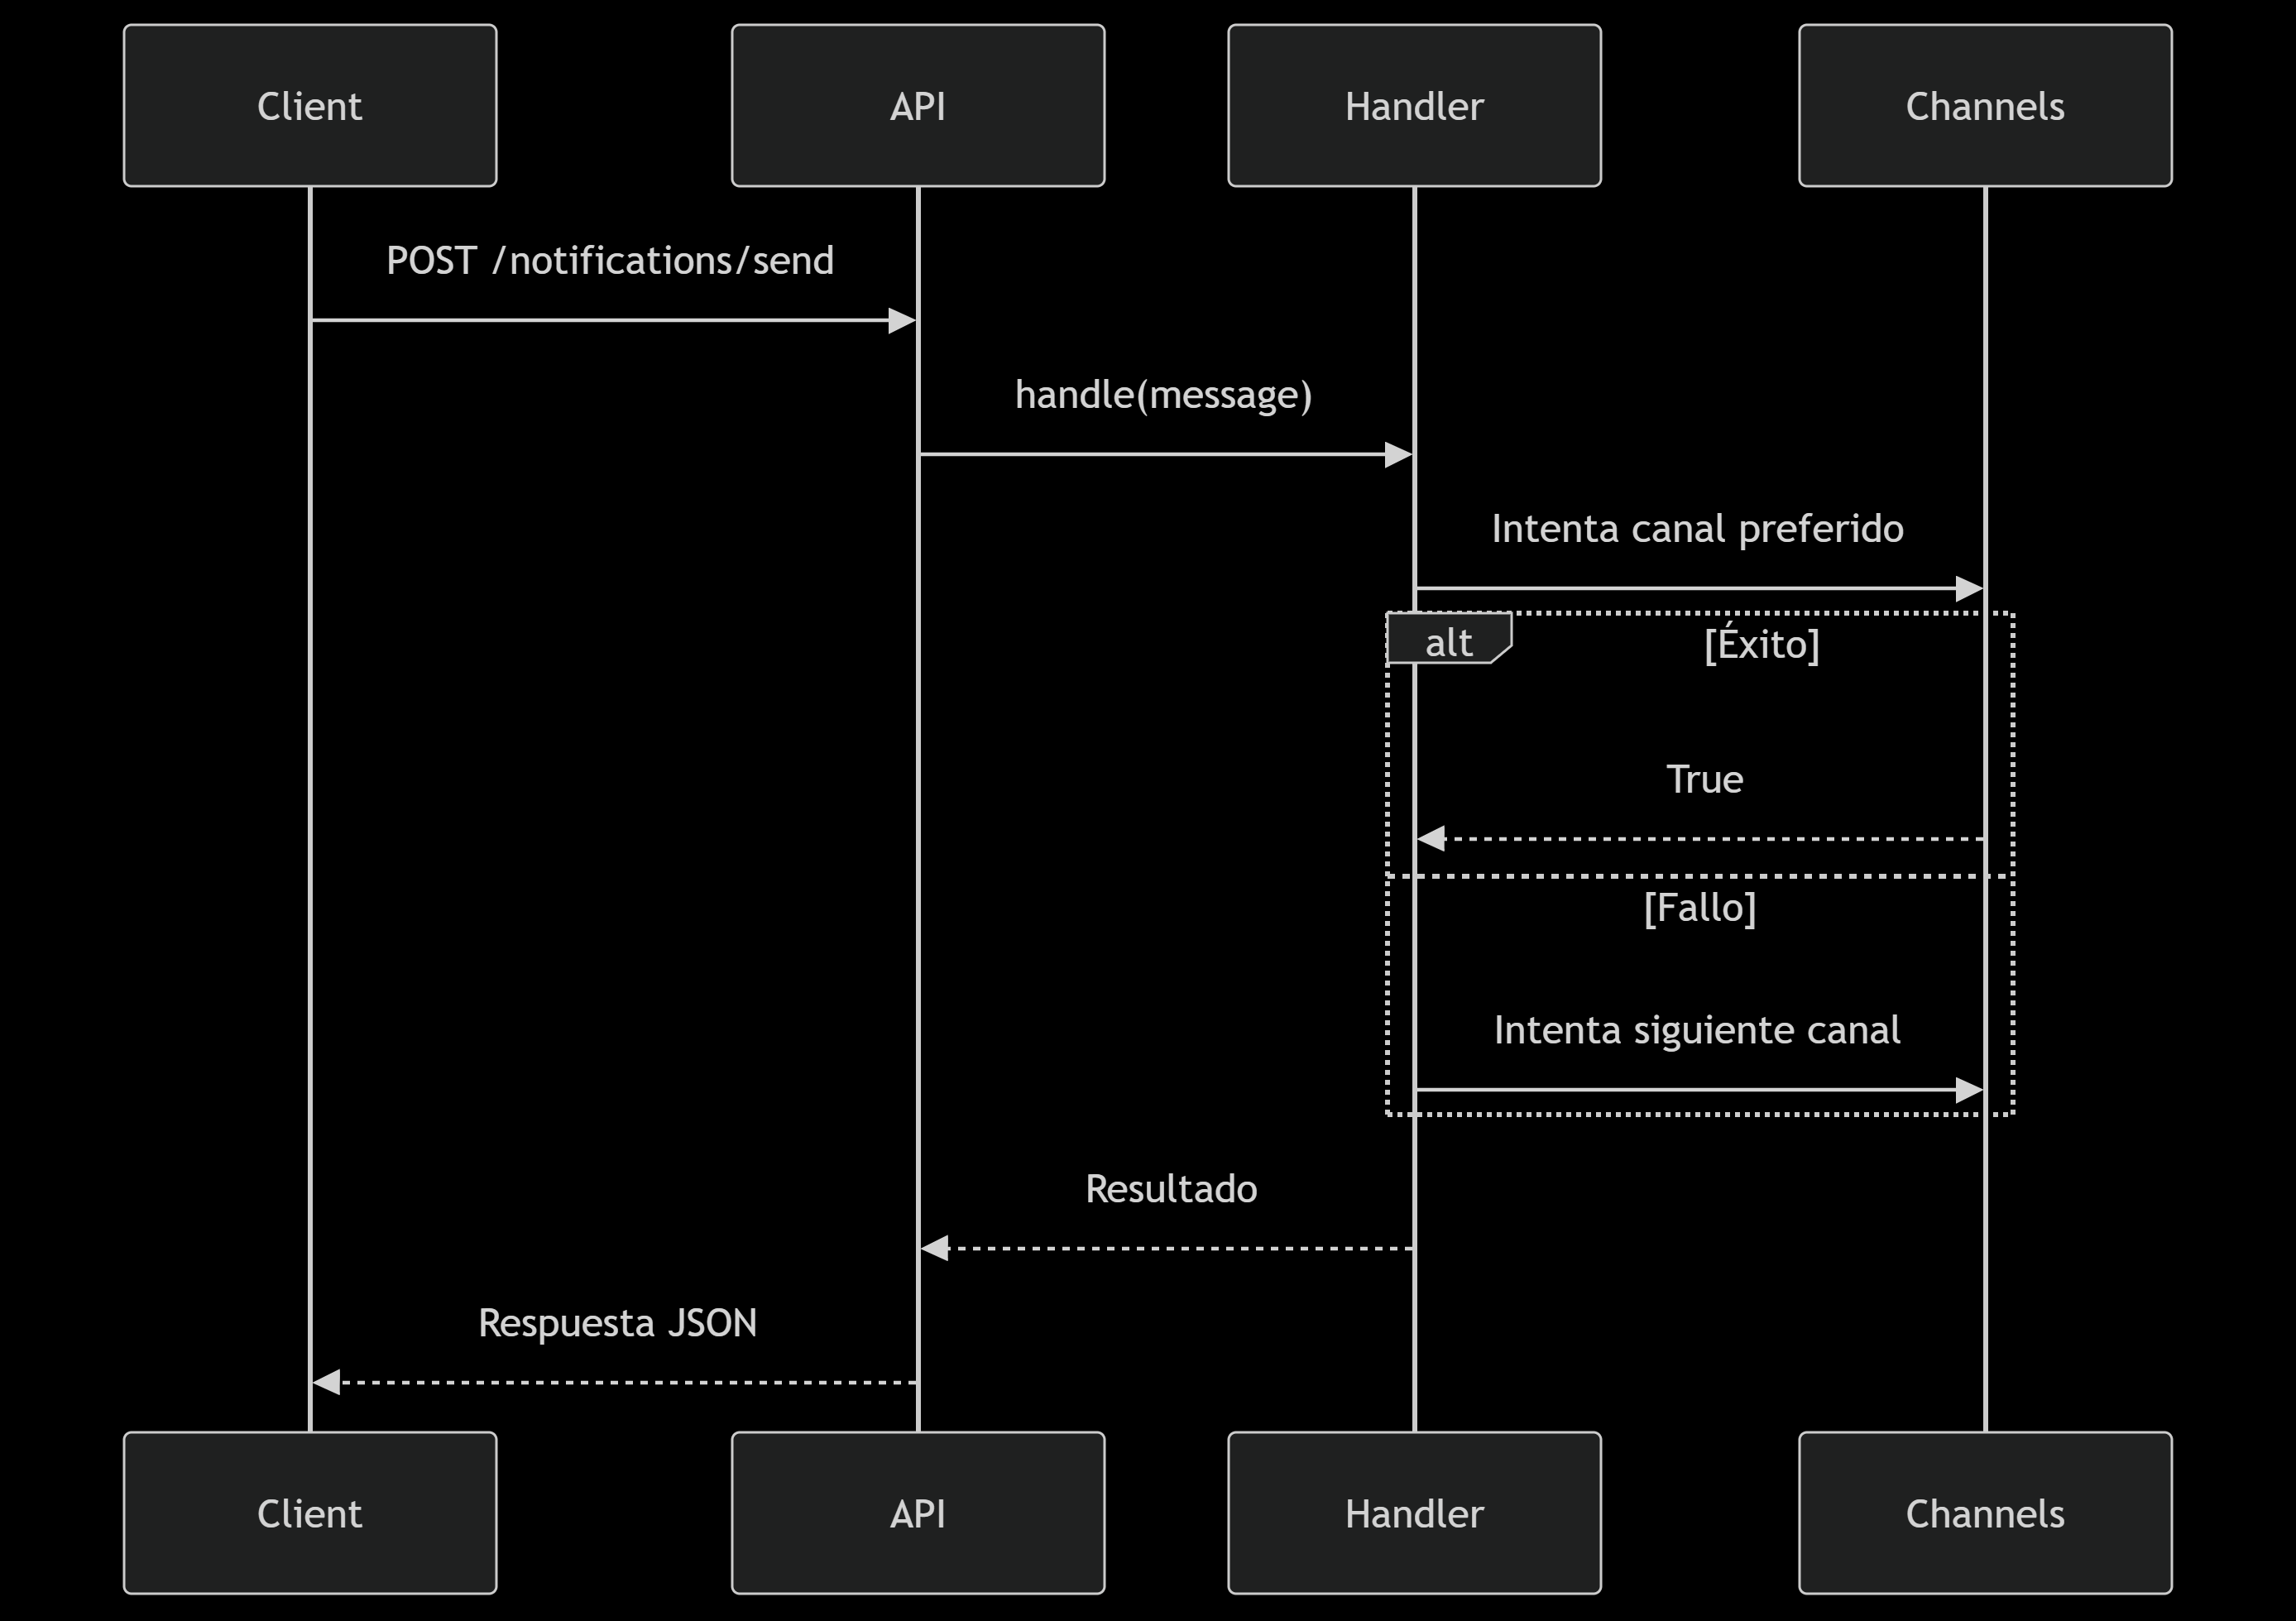 Client
API
Handler
Channels
POST /notifications/send
handle(message)
Intenta canal preferido
alt
[Éxito]
True
[Fallo]
Intenta siguiente canal
Resultado
Respuesta JSON
Client
API
Handler
Channels